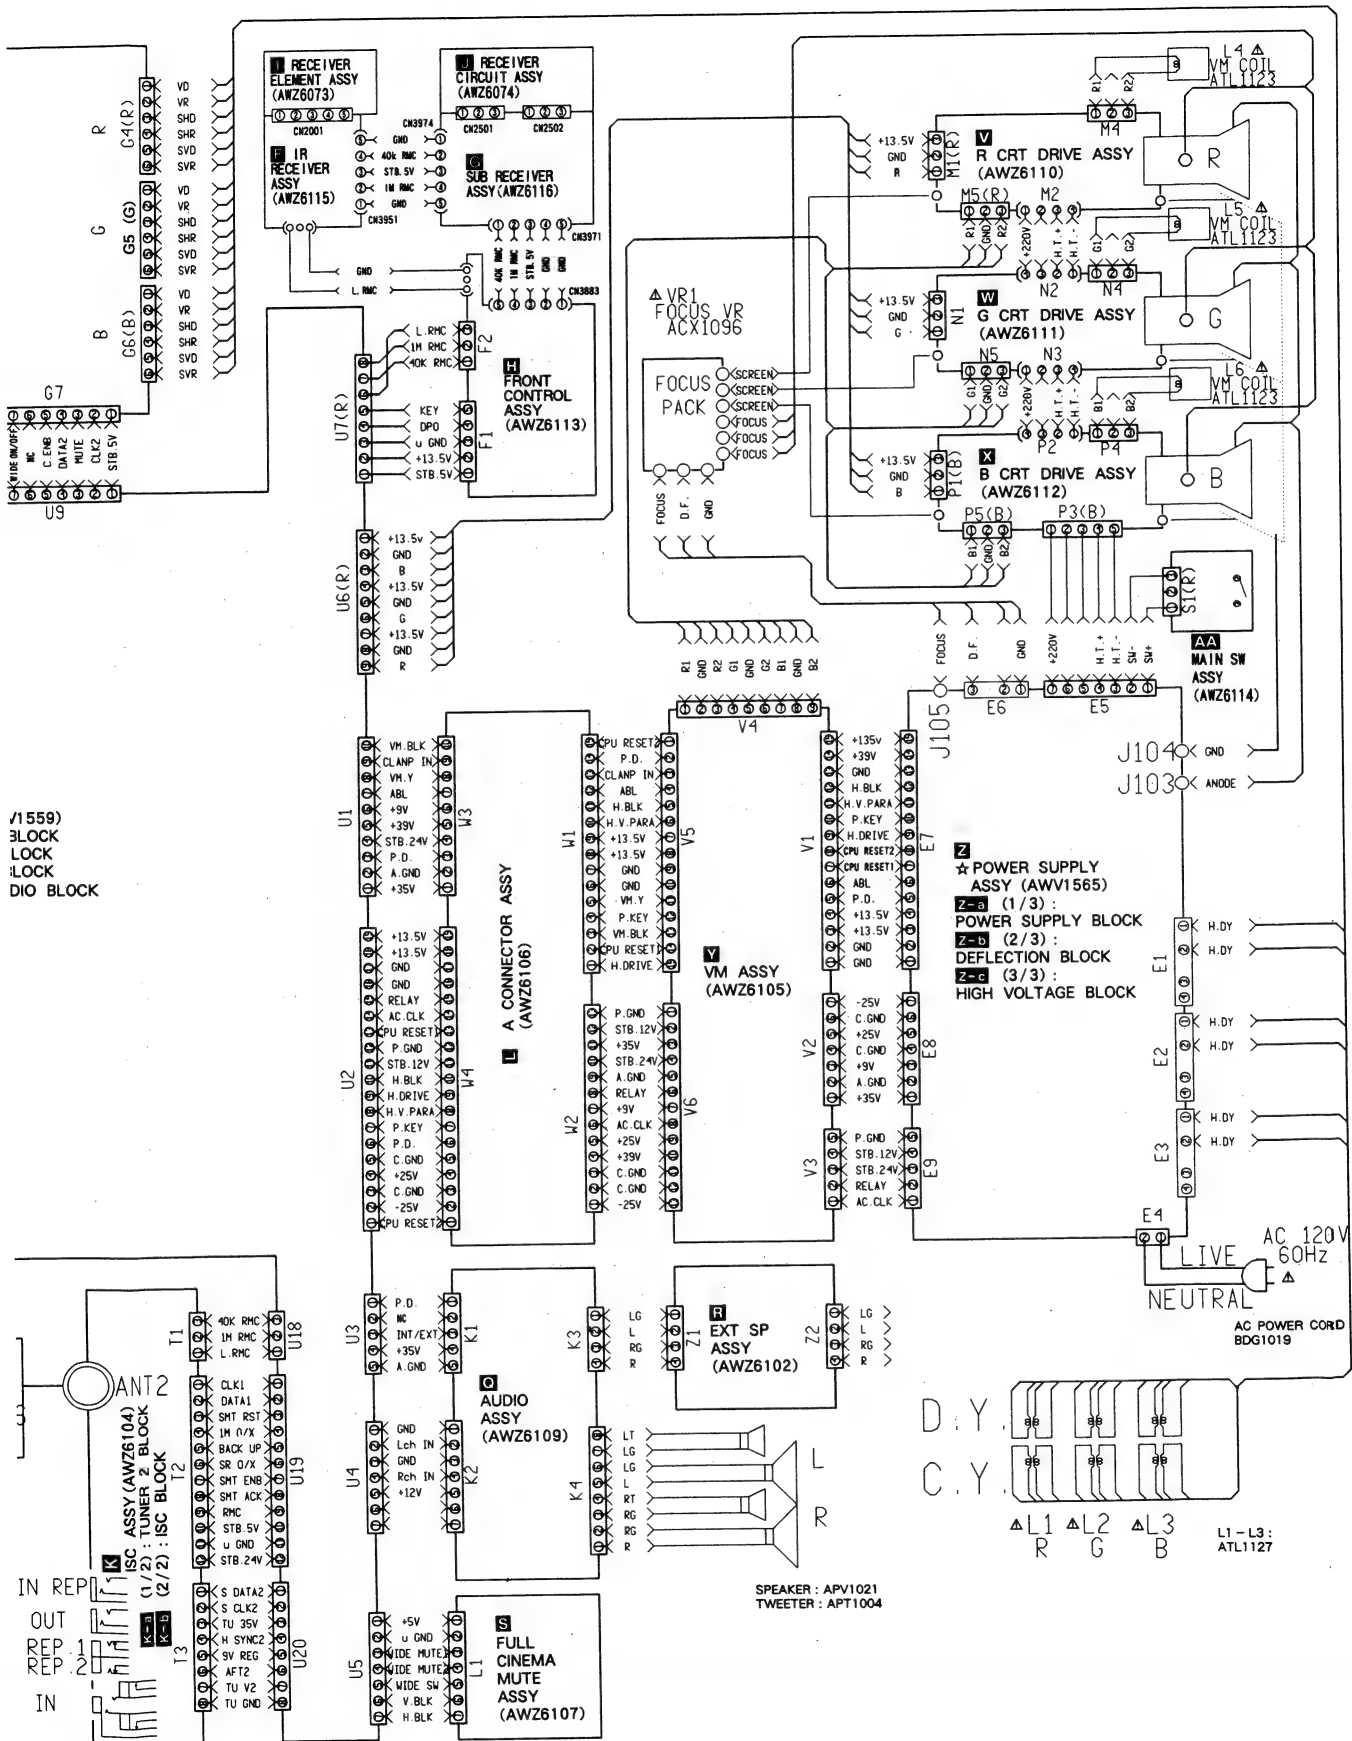 I RECEIVER
ELEMENT ASSY
(AWZ6073)
CN2001
J RECEIVER
CIRCUIT ASSY
(AWZ6074)
CN2501
CN2502
F IR
RECEIVER
ASSY
(AWZ6115)
CN3974
GND
40k RMC
STB.5V
1M RMC
GND
CN3951
G
SUB RECEIVER
ASSY(AWZ6116)
CN3971
40K RMC
1M RMC
STB.5V
GND
GND
CN3883
GND
L.RMC
R
G4(R)
VD
VR
SHD
SHR
SVD
SVR
G
G5 (G)
VD
VR
SHD
SHR
SVD
SVR
B
G6(B)
VD
VR
SHD
SHR
SVD
SVR
G7
WIDE ON/OFF
NC
C.ENB
DATA2
MUTE
CLK2
STB.5V
U9
U7(R)
L.RMC
1M RMC
40K RMC
F2
KEY
DPO
u GND
+13.5V
STB.5V
F1
H
FRONT
CONTROL
ASSY
(AWZ6113)
U6(R)
+13.5v
GND
B
+13.5V
GND
G
+13.5V
GND
R
⚠ VR1
FOCUS VR
ACX1096
FOCUS
PACK
SCREEN
SCREEN
SCREEN
FOCUS
FOCUS
FOCUS
FOCUS
D.F.
GND
+13.5V
GND
R
M1(R)
V
R CRT DRIVE ASSY
(AWZ6110)
R1
R2
M4
L4 ⚠
VM COIL
ATL1123
R
M5(R)
M2
R1
GND
R2
+220V
H.T.+
H.T.-
G1
G2
L5 ⚠
VM COIL
ATL1123
N2
N4
+13.5V
GND
G
N1
W
G CRT DRIVE ASSY
(AWZ6111)
G
N5
N3
G1
GND
G2
+220V
H.T.+
H.T.-
B1
B2
L6 ⚠
VM COIL
ATL1123
P2
P4
+13.5V
GND
B
P1(B)
X
B CRT DRIVE ASSY
(AWZ6112)
B
P5(B)
P3(B)
B1
GND
B2
S1(R)
AA
MAIN SW
ASSY
(AWZ6114)
R1
GND
R2
G1
GND
G2
B1
GND
B2
V4
FOCUS
D.F.
GND
+220V
H.T.+
H.T.-
SW-
SW+
J105
E6
E5
J104
GND
J103
ANODE
V1559)
BLOCK
LOCK
LOCK
DIO BLOCK
U1
VM.BLK
CLANP IN
VM.Y
ABL
+9V
+39V
STB.24V
P.D.
A.GND
+35V
W3
U2
+13.5V
+13.5V
GND
GND
RELAY
AC.CLK
CPU RESET1
P.GND
STB.12V
H.BLK
H.DRIVE
H.V.PARA
P.KEY
P.D.
C.GND
+25V
C.GND
-25V
CPU RESET2
W4
L
A CONNECTOR ASSY
(AWZ6106)
W1
CPU RESET2
P.D.
CLANP IN
ABL
H.BLK
H.V.PARA
+13.5V
+13.5V
GND
GND
VM.Y
P.KEY
VM.BLK
CPU RESET1
H.DRIVE
V5
W2
P.GND
STB.12V
+35V
STB.24V
A.GND
RELAY
+9V
AC.CLK
+25V
+39V
C.GND
C.GND
-25V
V6
Y
VM ASSY
(AWZ6105)
V1
+135v
+39V
GND
H.BLK
H.V.PARA
P.KEY
H.DRIVE
CPU RESET2
CPU RESET1
ABL
P.D.
+13.5V
+13.5V
GND
GND
E7
V2
-25V
C.GND
+25V
C.GND
+9V
A.GND
+35V
E8
V3
P.GND
STB.12V
STB.24V
RELAY
AC.CLK
E9
Z
☆ POWER SUPPLY
ASSY (AWV1565)
Z-a (1/3) :
POWER SUPPLY BLOCK
Z-b (2/3) :
DEFLECTION BLOCK
Z-c (3/3) :
HIGH VOLTAGE BLOCK
E1
H.DY
H.DY
E2
H.DY
H.DY
E3
H.DY
H.DY
E4
LIVE
NEUTRAL
AC 120V
60Hz
⚠
AC POWER CORD
BDG1019
T1
40K RMC
1M RMC
L.RMC
U18
ANT2
T2
CLK1
DATA1
SMT RST
1M O/X
BACK UP
SR O/X
SMT ENB
SMT ACK
RMC
STB.5V
u GND
STB.24V
U19
K
ISC ASSY(AWZ6104)
K-a (1/2) : TUNER 2 BLOCK
K-b (2/2) : ISC BLOCK
T3
S DATA2
S CLK2
TU 35V
H SYNC2
9V REG
AFT2
TU V2
TU GND
U20
IN REP
OUT
REP.1
REP.2
IN
U3
P.D.
NC
INT/EXT
+35V
A.GND
K1
U4
GND
Lch IN
GND
Rch IN
+12V
K2
Q
AUDIO
ASSY
(AWZ6109)
K3
LG
L
RG
R
Z1
R
EXT SP
ASSY
(AWZ6102)
Z2
LG
L
RG
R
K4
LT
LG
LG
L
RT
RG
RG
R
L
R
SPEAKER : APV1021
TWEETER : APT1004
U5
+5V
u GND
WIDE MUTE1
WIDE MUTE2
WIDE SW
V.BLK
H.BLK
L1
S
FULL
CINEMA
MUTE
ASSY
(AWZ6107)
D.Y.
C.Y.
⚠L1
R
⚠L2
G
⚠L3
B
L1-L3 :
ATL1127